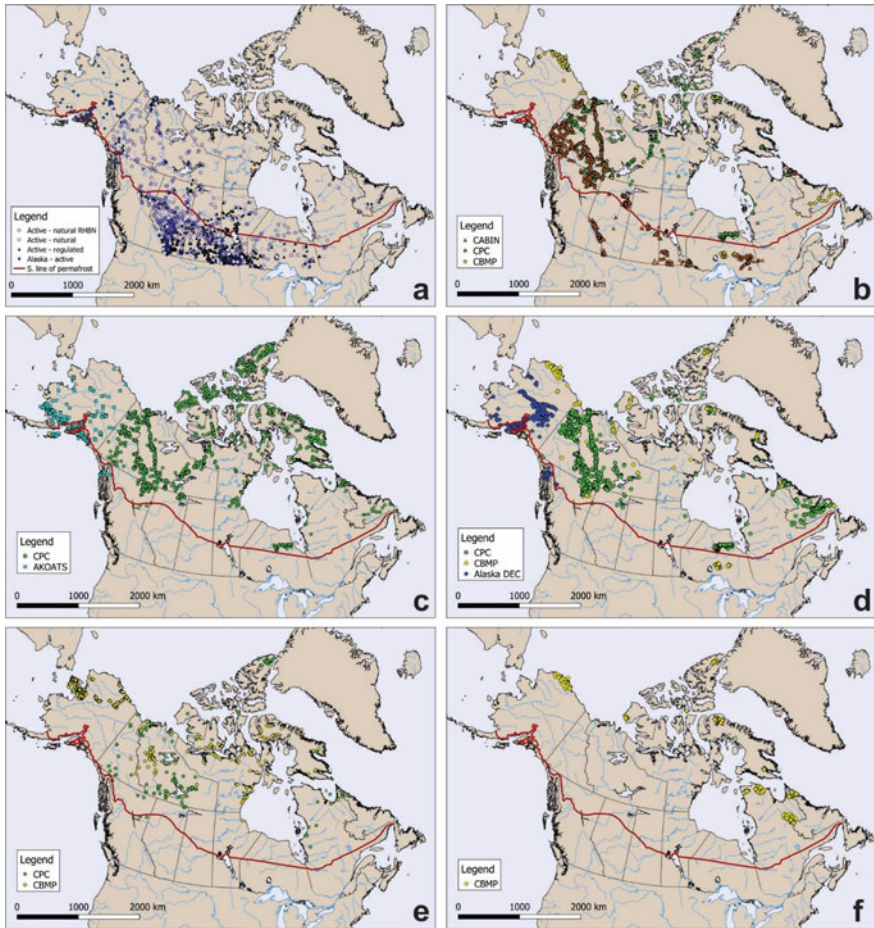 Legend
Active - natural RHBN
Active - natural
Active - regulated
Alaska - active
S. line of permafrost
0 1000 2000 km
a
Legend
CABIN
CPC
CBMP
0 1000 2000 km
b
Legend
CPC
AKOATS
0 1000 2000 km
c
Legend
CPC
CBMP
Alaska DEC
0 1000 2000 km
d
Legend
CPC
CBMP
0 1000 2000 km
e
Legend
CBMP
0 1000 2000 km
f